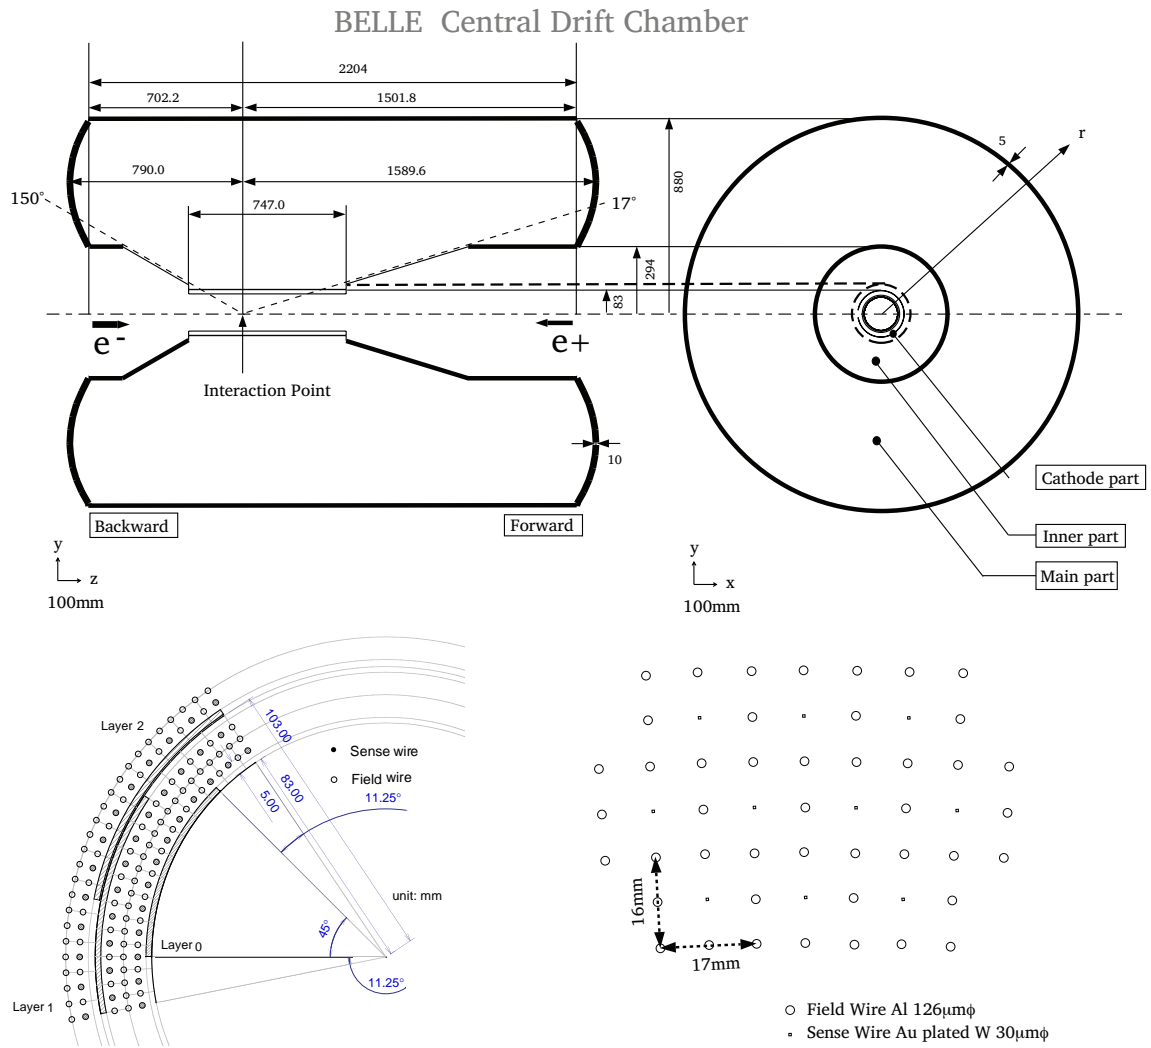 BELLE Central Drift Chamber
2204
702.2
1501.8
790.0
1589.6
747.0
150°
17°
880
294
83
5
r
e-
e+
Interaction Point
10
Backward
Forward
Cathode part
Inner part
Main part
y
z
100mm
y
x
100mm
Layer 2
103.00
Sense wire
Field wire
83.00
5.00
11.25°
unit: mm
45°
Layer 0
11.25°
Layer 1
16mm
17mm
Field Wire Al 126μmϕ
Sense Wire Au plated W 30μmϕ